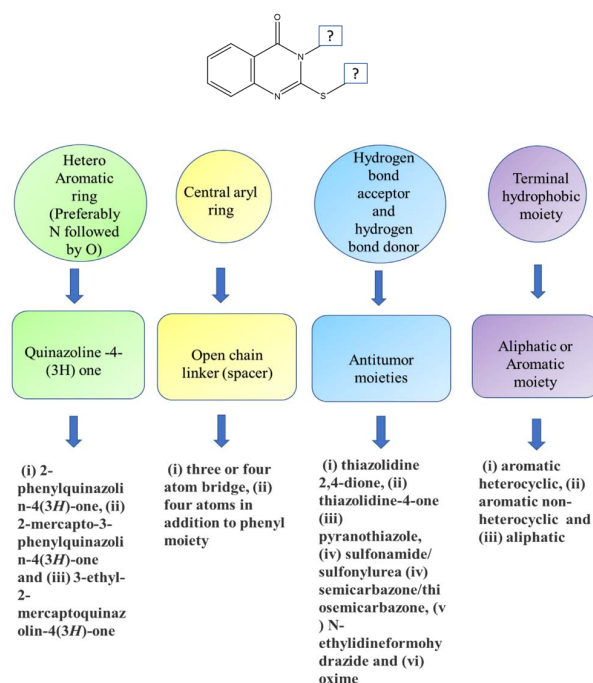 O
N
?
N
S
?
Hetero
Aromatic
ring
(Preferably
N followed
by O)
Central aryl
ring
Hydrogen
bond
acceptor
and
hydrogen
bond donor
Terminal
hydrophobic
moiety
Quinazoline -4-
(3H) one
Open chain
linker (spacer)
Antitumor
moieties
Aliphatic or
Aromatic
moiety
(i) 2-
phenylquinazoli
n-4(3H)-one, (ii)
2-mercapto-3-
phenylquinazoli
n-4(3H)-one
and (iii) 3-ethyl-
2-
mercaptoquinaz
olin-4(3H)-one
(i) three or four
atom bridge, (ii)
four atoms in
addition to phenyl
moiety
(i) thiazolidine
2,4-dione, (ii)
thiazolidine-4-one
(iii)
pyranothiazole,
(iv) sulfonamide/
sulfonylurea (iv)
semicarbazone/thi
osemicarbazone, (v
) N-
ethylidineformohy
drazide and (vi)
oxime
(i) aromatic
heterocyclic, (ii)
aromatic non-
heterocyclic and
(iii) aliphatic